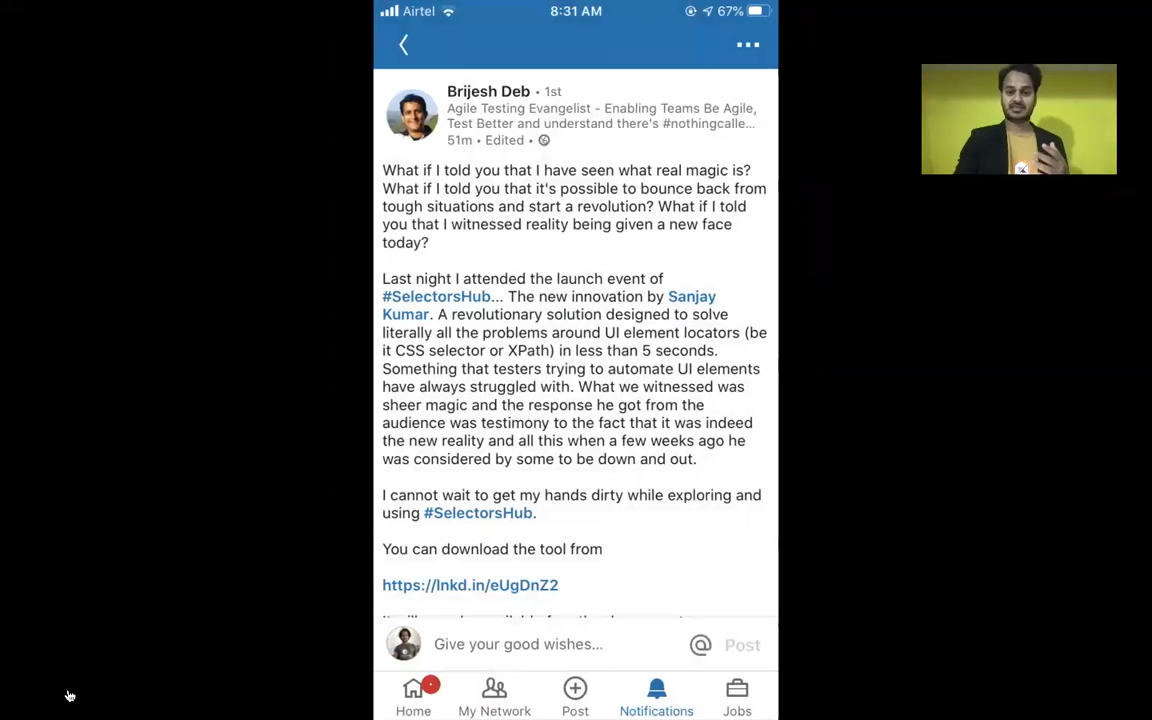 Airtel
8:31 AM
67%
Brijesh Deb • 1st
Agile Testing Evangelist - Enabling Teams Be Agile,
Test Better and understand there's #nothingcalle...
51m • Edited •
What if I told you that I have seen what real magic is?
What if I told you that it's possible to bounce back from
tough situations and start a revolution? What if I told
you that I witnessed reality being given a new face
today?
Last night I attended the launch event of
#SelectorsHub... The new innovation by Sanjay
Kumar. A revolutionary solution designed to solve
literally all the problems around UI element locators (be
it CSS selector or XPath) in less than 5 seconds.
Something that testers trying to automate UI elements
have always struggled with. What we witnessed was
sheer magic and the response he got from the
audience was testimony to the fact that it was indeed
the new reality and all this when a few weeks ago he
was considered by some to be down and out.
I cannot wait to get my hands dirty while exploring and
using #SelectorsHub.
You can download the tool from
https://lnkd.in/eUgDnZ2
Give your good wishes...
@
Post
Home
My Network
Post
Notifications
Jobs